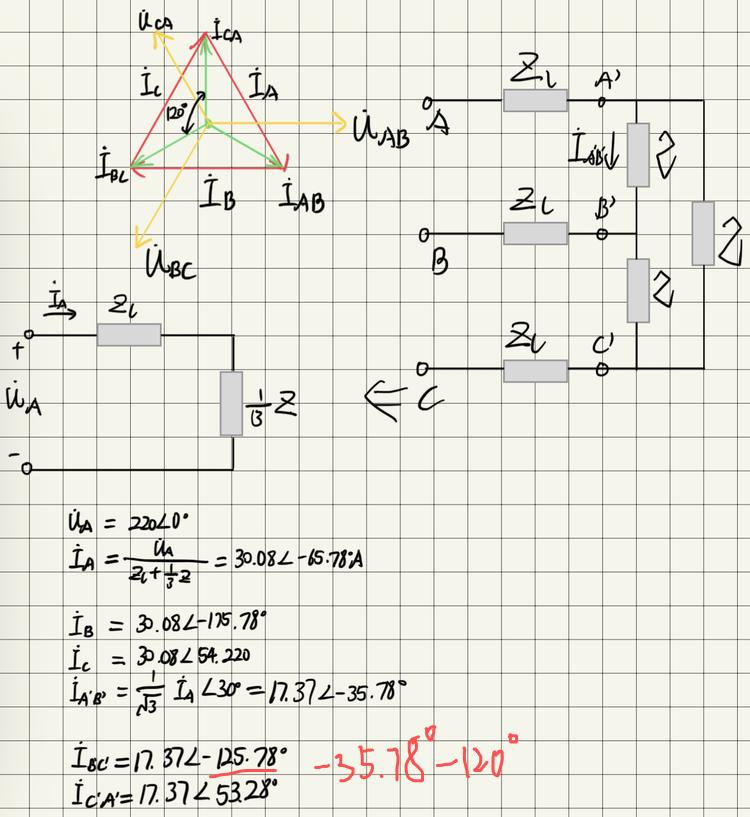 U̇CA
İCA
İC
İA
120°
U̇AB
İBC
İB
İAB
U̇BC
ZL
A'
A
İA'B'↓
Z
ZL
B'
B
Z
Z
ZL
C'
⇐ C
İA
ZL
+
U̇A
1/3 Z
-
U̇A = 220∠0°
İA = U̇A / (ZL + 1/3 Z) = 30.08∠-65.78°A
İB = 30.08∠-175.78°
İC = 30.08∠54.220
İA'B' = 1/√3 İA ∠30° = 17.37∠-35.78°
İBC' = 17.37∠-125.78° -35.78°-120°
İC'A' = 17.37∠53.28°